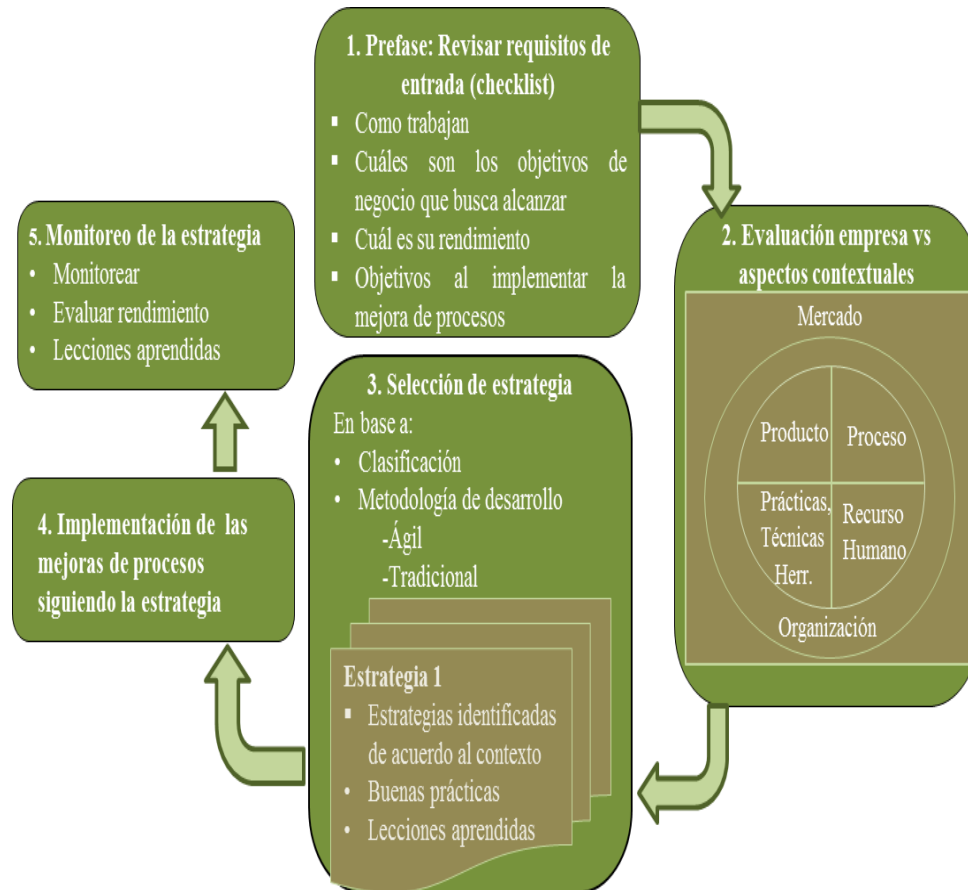 1. Prefase: Revisar requisitos de
entrada (checklist)
▪ Como trabajan
▪ Cuáles son los objetivos de
negocio que busca alcanzar
▪ Cuál es su rendimiento
▪ Objetivos al implementar la
mejora de procesos
2. Evaluación empresa vs
aspectos contextuales
Mercado
Producto
Proceso
Prácticas,
Técnicas
Herr.
Recurso
Humano
Organización
3. Selección de estrategia
En base a:
• Clasificación
• Metodología de desarrollo
-Ágil
-Tradicional
Estrategia 1
▪ Estrategias identificadas
de acuerdo al contexto
• Buenas prácticas
• Lecciones aprendidas
4. Implementación de las
mejoras de procesos
siguiendo la estrategia
5. Monitoreo de la estrategia
• Monitorear
• Evaluar rendimiento
• Lecciones aprendidas